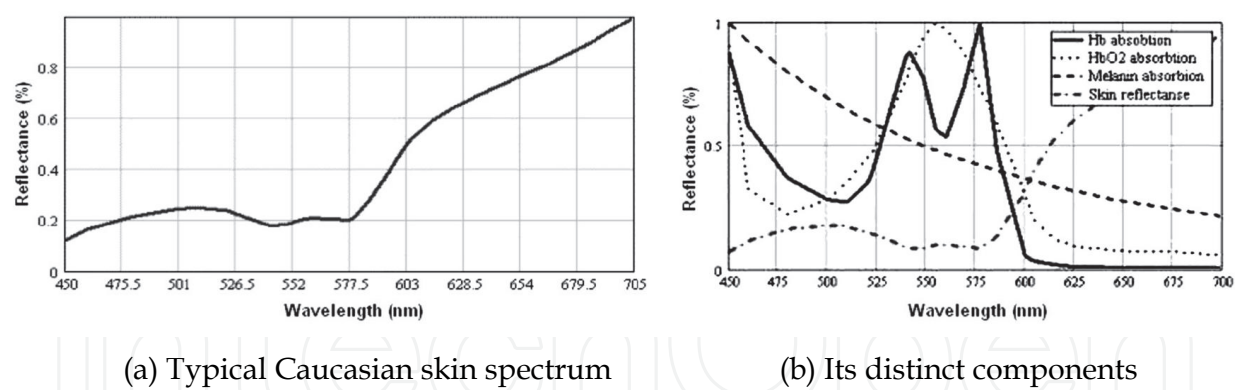 Reflectance (%)
0.8
0.6
0.4
0.2
0
450 475.5 501 526.5 552 577.5 603 628.5 654 679.5 705
Wavelength (nm)
(a) Typical Caucasian skin spectrum
Reflectance (%)
1
0.5
0
450 475 500 525 550 575 600 625 650 675 700
Wavelength (nm)
Hb absobtion
HbO2 absorbtion
Melanin absorbion
Skin reflectanse
(b) Its distinct components
InTechOpen